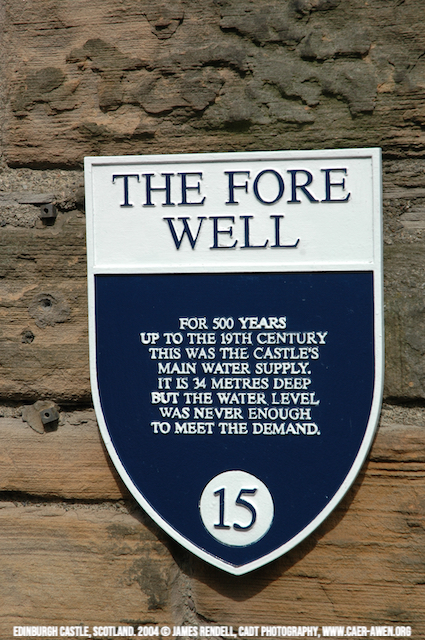 THE FORE
WELL
FOR 500 YEARS
UP TO THE 19TH CENTURY
THIS WAS THE CASTLE'S
MAIN WATER SUPPLY.
IT IS 34 METRES DEEP
BUT THE WATER LEVEL
WAS NEVER ENOUGH
TO MEET THE DEMAND.
15
EDINBURGH CASTLE, SCOTLAND. 2004 © JAMES RENDELL, CADT PHOTOGRAPHY, WWW.CAER-AWEN.ORG